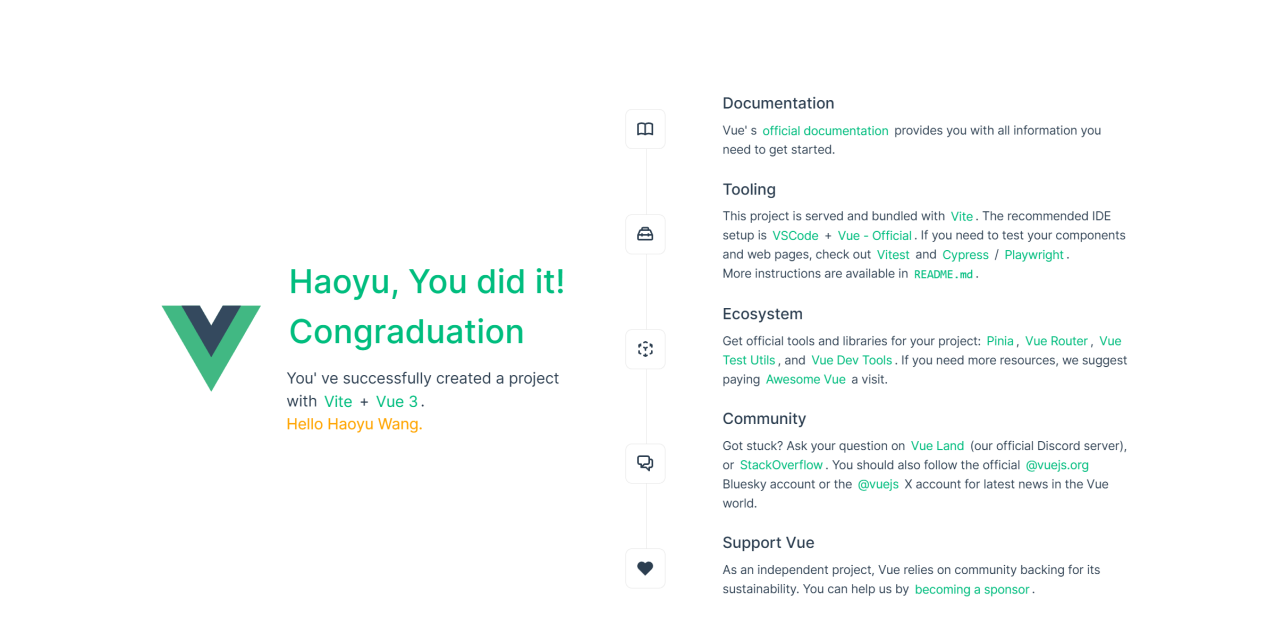 Haoyu, You did it!
Congraduation
You' ve successfully created a project
with Vite + Vue 3.
Hello Haoyu Wang.
Documentation
Vue' s official documentation provides you with all information you
need to get started.
Tooling
This project is served and bundled with Vite. The recommended IDE
setup is VSCode + Vue - Official. If you need to test your components
and web pages, check out Vitest and Cypress / Playwright.
More instructions are available in README.md.
Ecosystem
Get official tools and libraries for your project: Pinia, Vue Router, Vue
Test Utils, and Vue Dev Tools. If you need more resources, we suggest
paying Awesome Vue a visit.
Community
Got stuck? Ask your question on Vue Land (our official Discord server),
or StackOverflow. You should also follow the official @vuejs.org
Bluesky account or the @vuejs X account for latest news in the Vue
world.
Support Vue
As an independent project, Vue relies on community backing for its
sustainability. You can help us by becoming a sponsor.